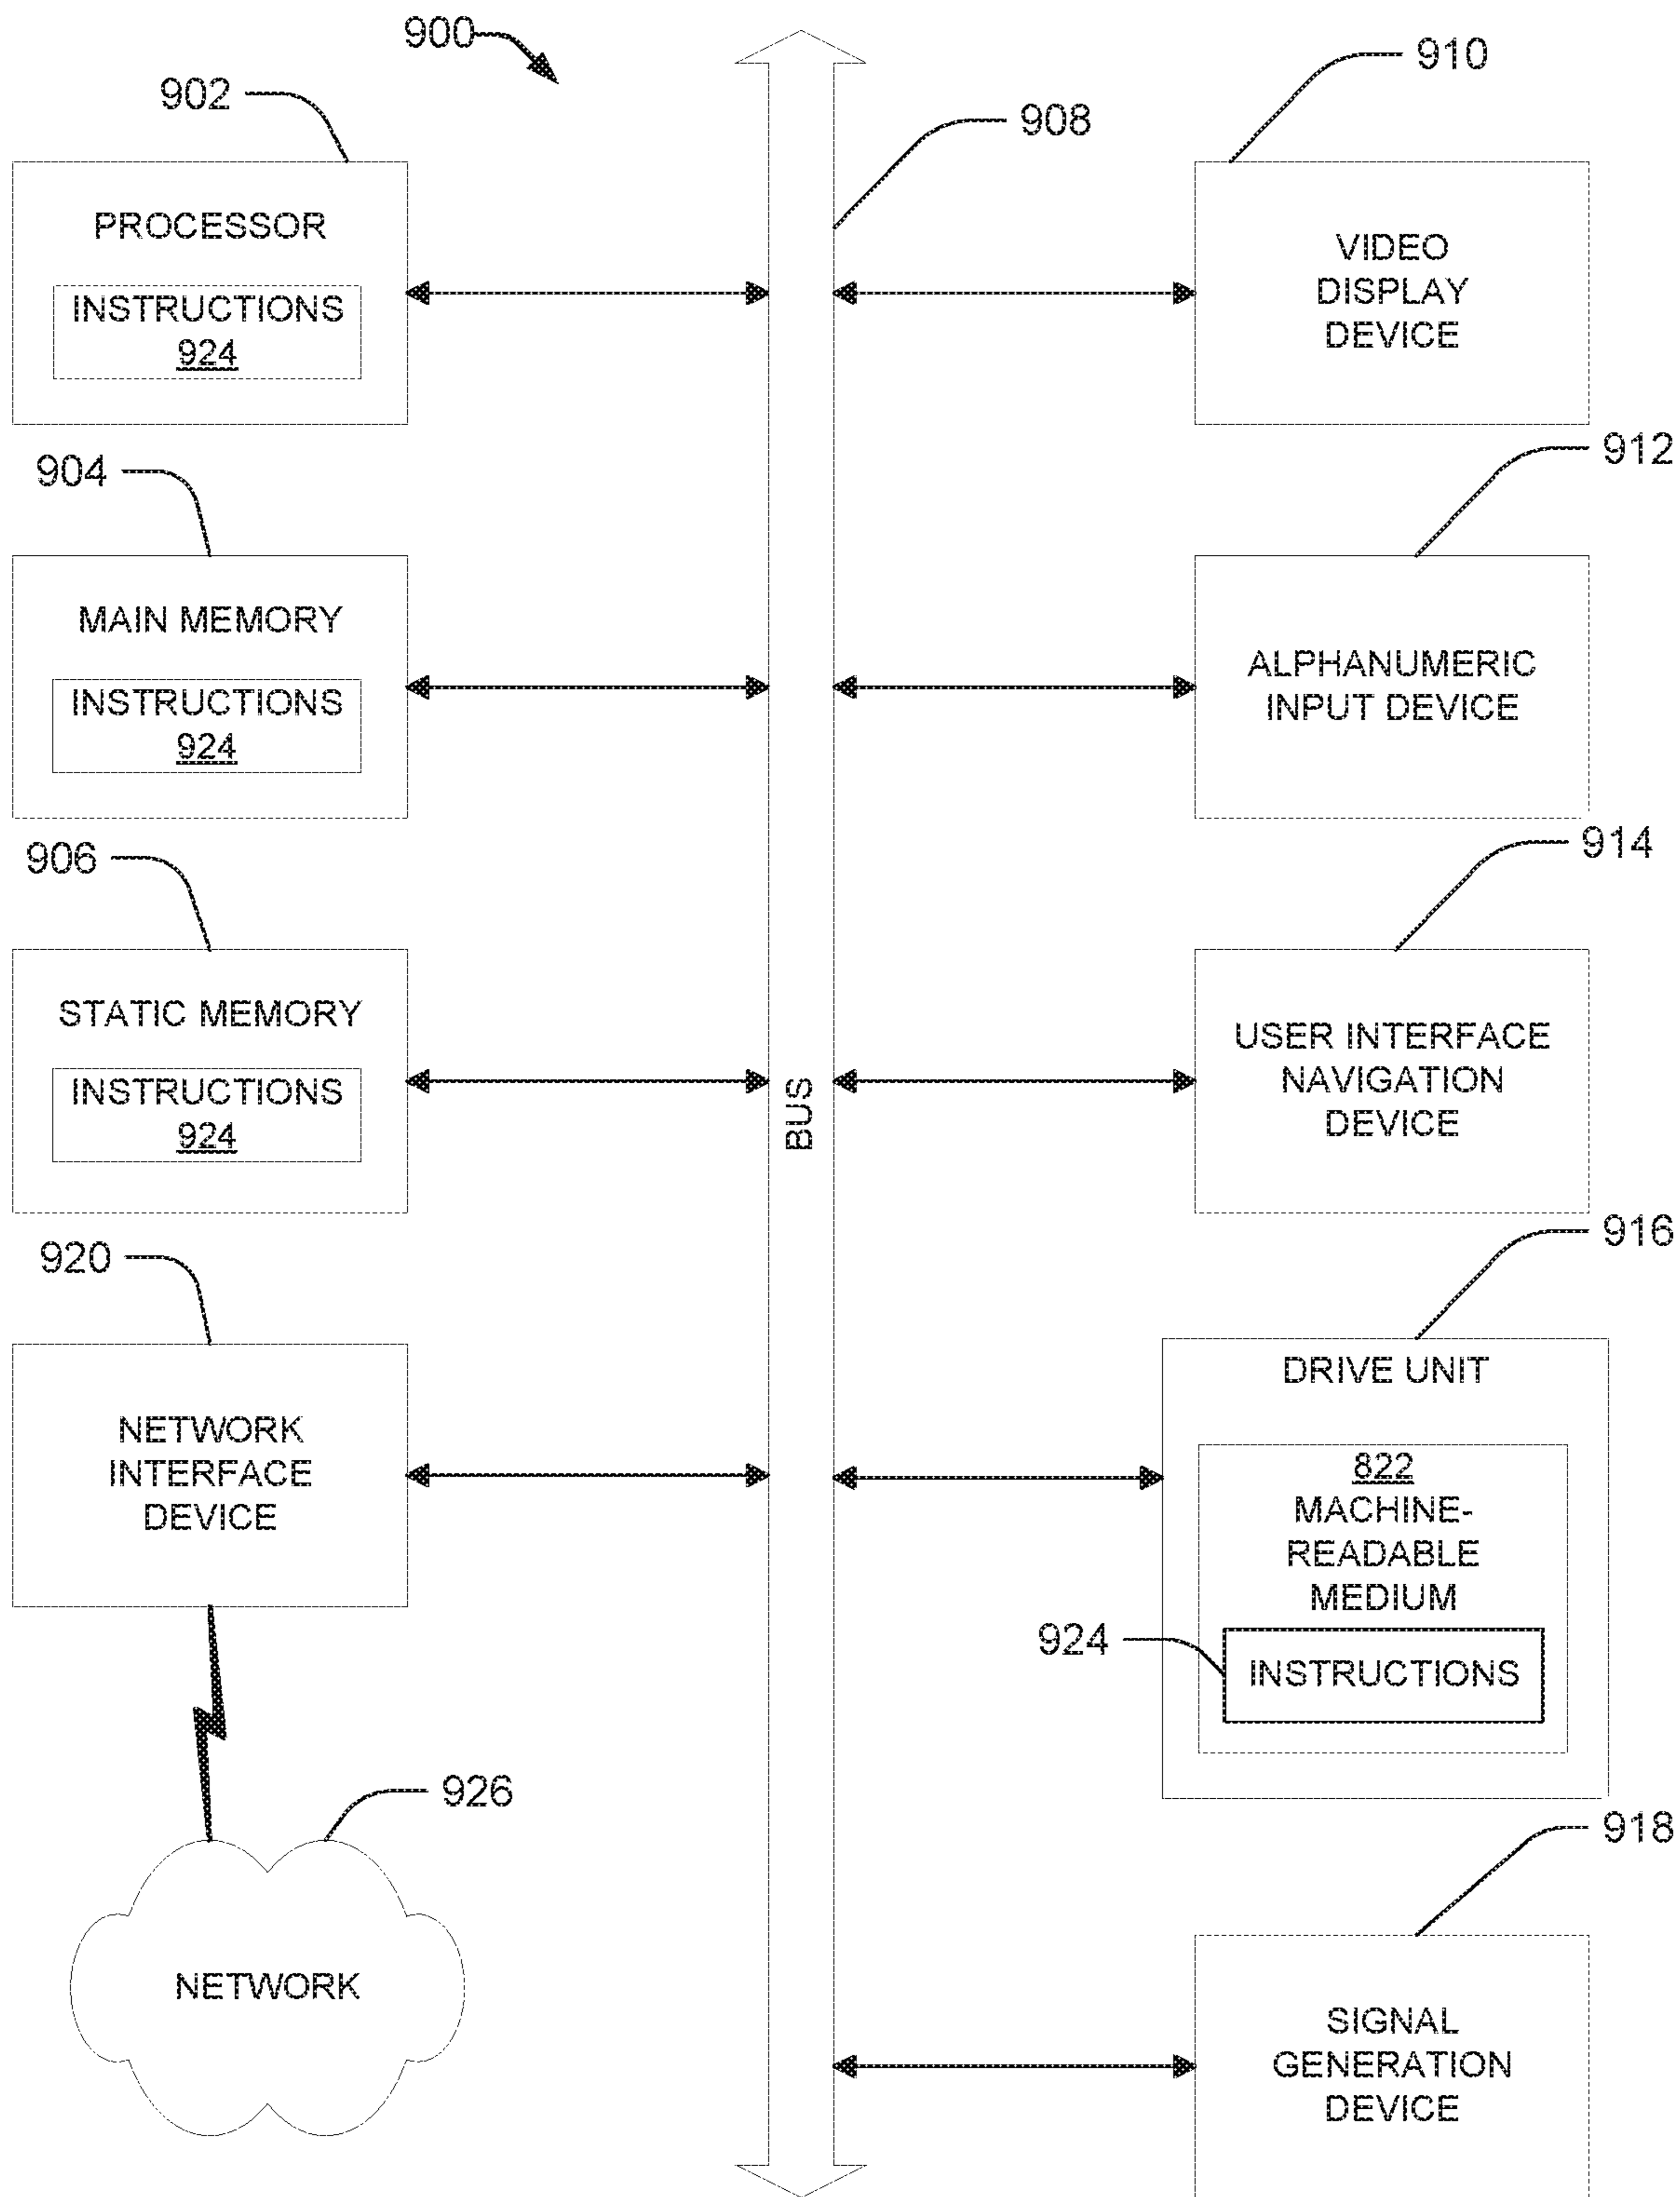 900
902
PROCESSOR
INSTRUCTIONS
924
904
MAIN MEMORY
INSTRUCTIONS
924
906
STATIC MEMORY
INSTRUCTIONS
924
920
NETWORK
INTERFACE
DEVICE
926
NETWORK
908
BUS
910
VIDEO
DISPLAY
DEVICE
912
ALPHANUMERIC
INPUT DEVICE
914
USER INTERFACE
NAVIGATION
DEVICE
916
DRIVE UNIT
822
MACHINE-
READABLE
MEDIUM
924
INSTRUCTIONS
918
SIGNAL
GENERATION
DEVICE